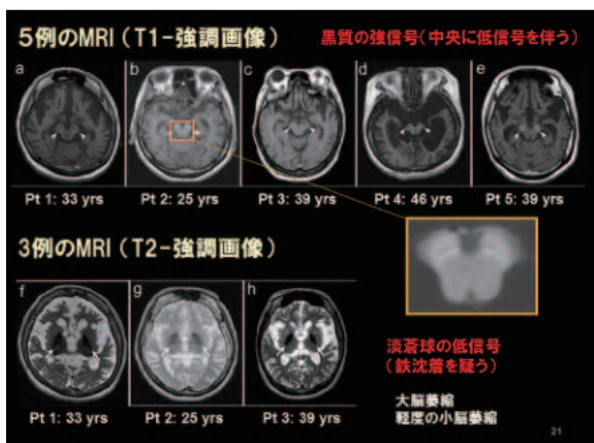 5例のMRI(T1-強調画像)
黒質の強信号(中央に低信号を伴う)
a b c d e
Pt 1: 33 yrs Pt 2: 25 yrs Pt 3: 39 yrs Pt 4: 46 yrs Pt 5: 39 yrs
3例のMRI(T2-強調画像)
f g h
Pt 1: 33 yrs Pt 2: 25 yrs Pt 3: 39 yrs
淡蒼球の低信号
(鉄沈着を疑う)
大脳萎縮
軽度の小脳萎縮
21